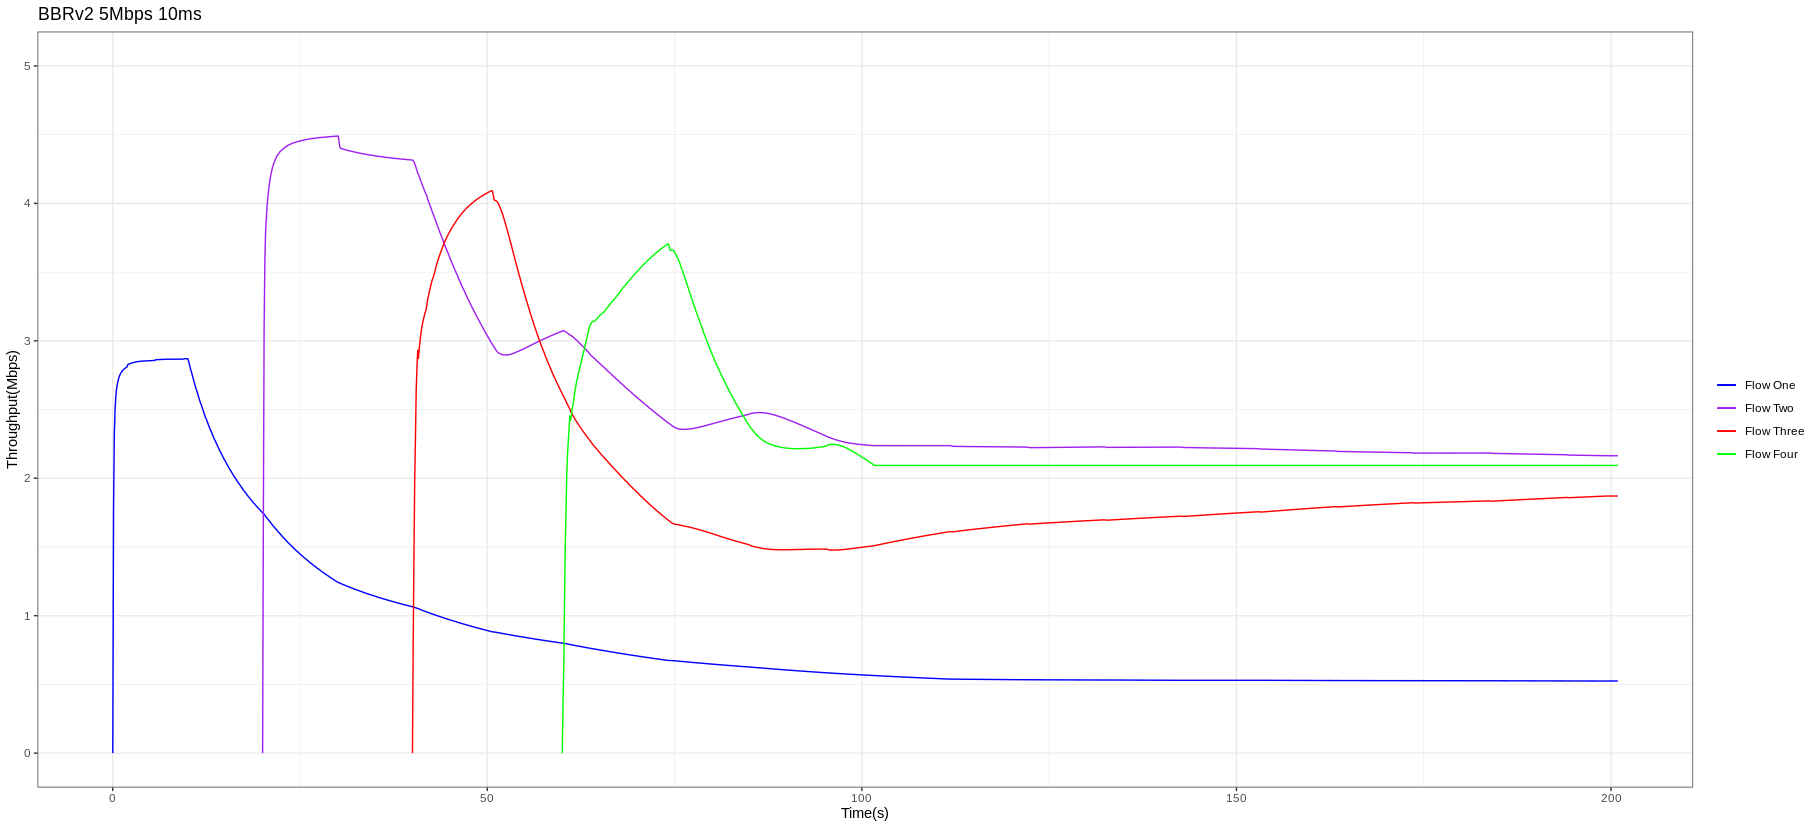 BBRv2 5Mbps 10ms
5
4
3
2
1
0
Throughput(Mbps)
0 50 100 150 200
Time(s)
Flow One
Flow Two
Flow Three
Flow Four